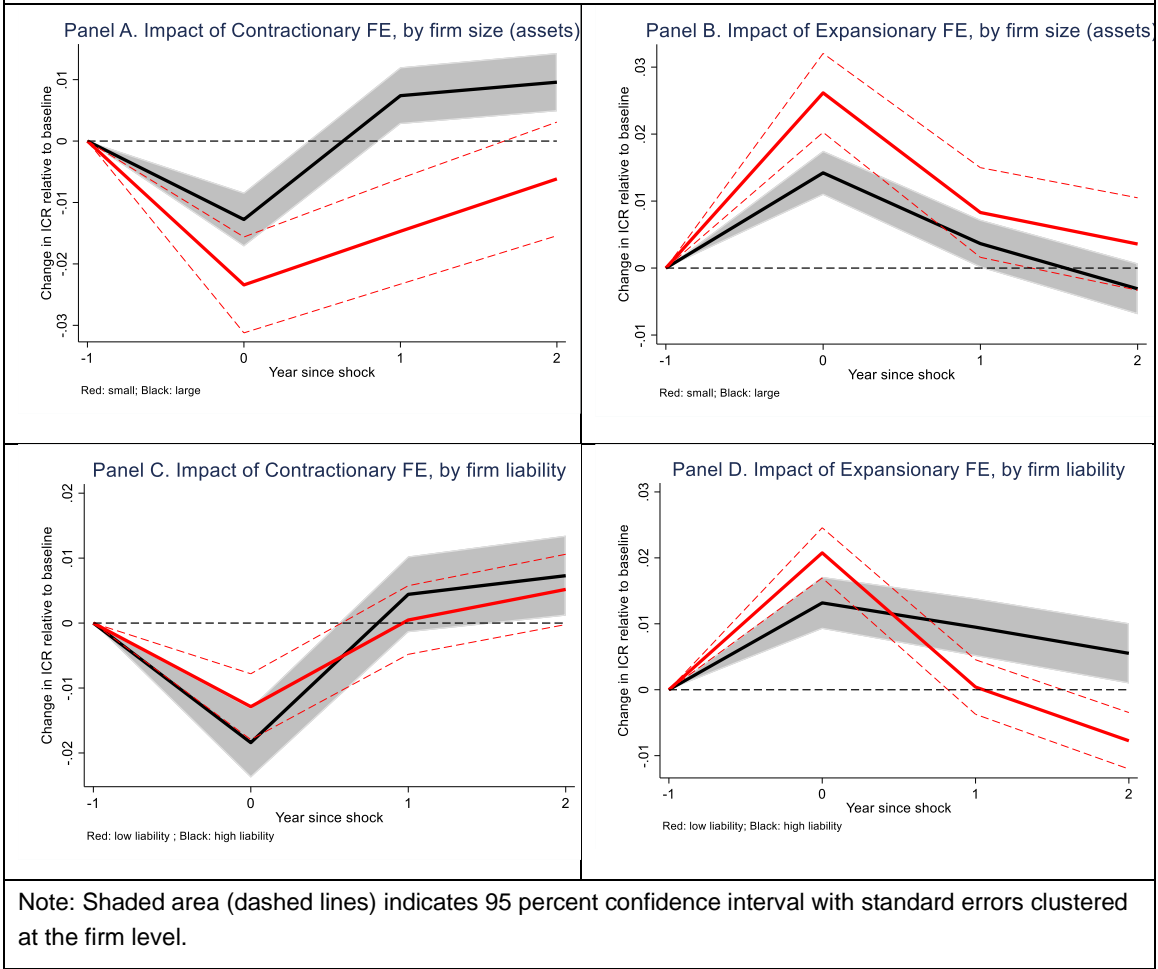 Panel A. Impact of Contractionary FE, by firm size (assets)
Change in ICR relative to baseline
.01
0
-.01
-.02
-.03
-1
0
1
2
Year since shock
Red: small; Black: large
Panel B. Impact of Expansionary FE, by firm size (assets)
Change in ICR relative to baseline
.03
.02
.01
0
-.01
-1
0
1
2
Year since shock
Red: small; Black: large
Panel C. Impact of Contractionary FE, by firm liability
Change in ICR relative to baseline
.02
.01
0
-.01
-.02
-1
0
1
2
Year since shock
Red: low liability ; Black: high liability
Panel D. Impact of Expansionary FE, by firm liability
Change in ICR relative to baseline
.03
.02
.01
0
-.01
-1
0
1
2
Year since shock
Red: low liability; Black: high liability
Note: Shaded area (dashed lines) indicates 95 percent confidence interval with standard errors clustered
at the firm level.